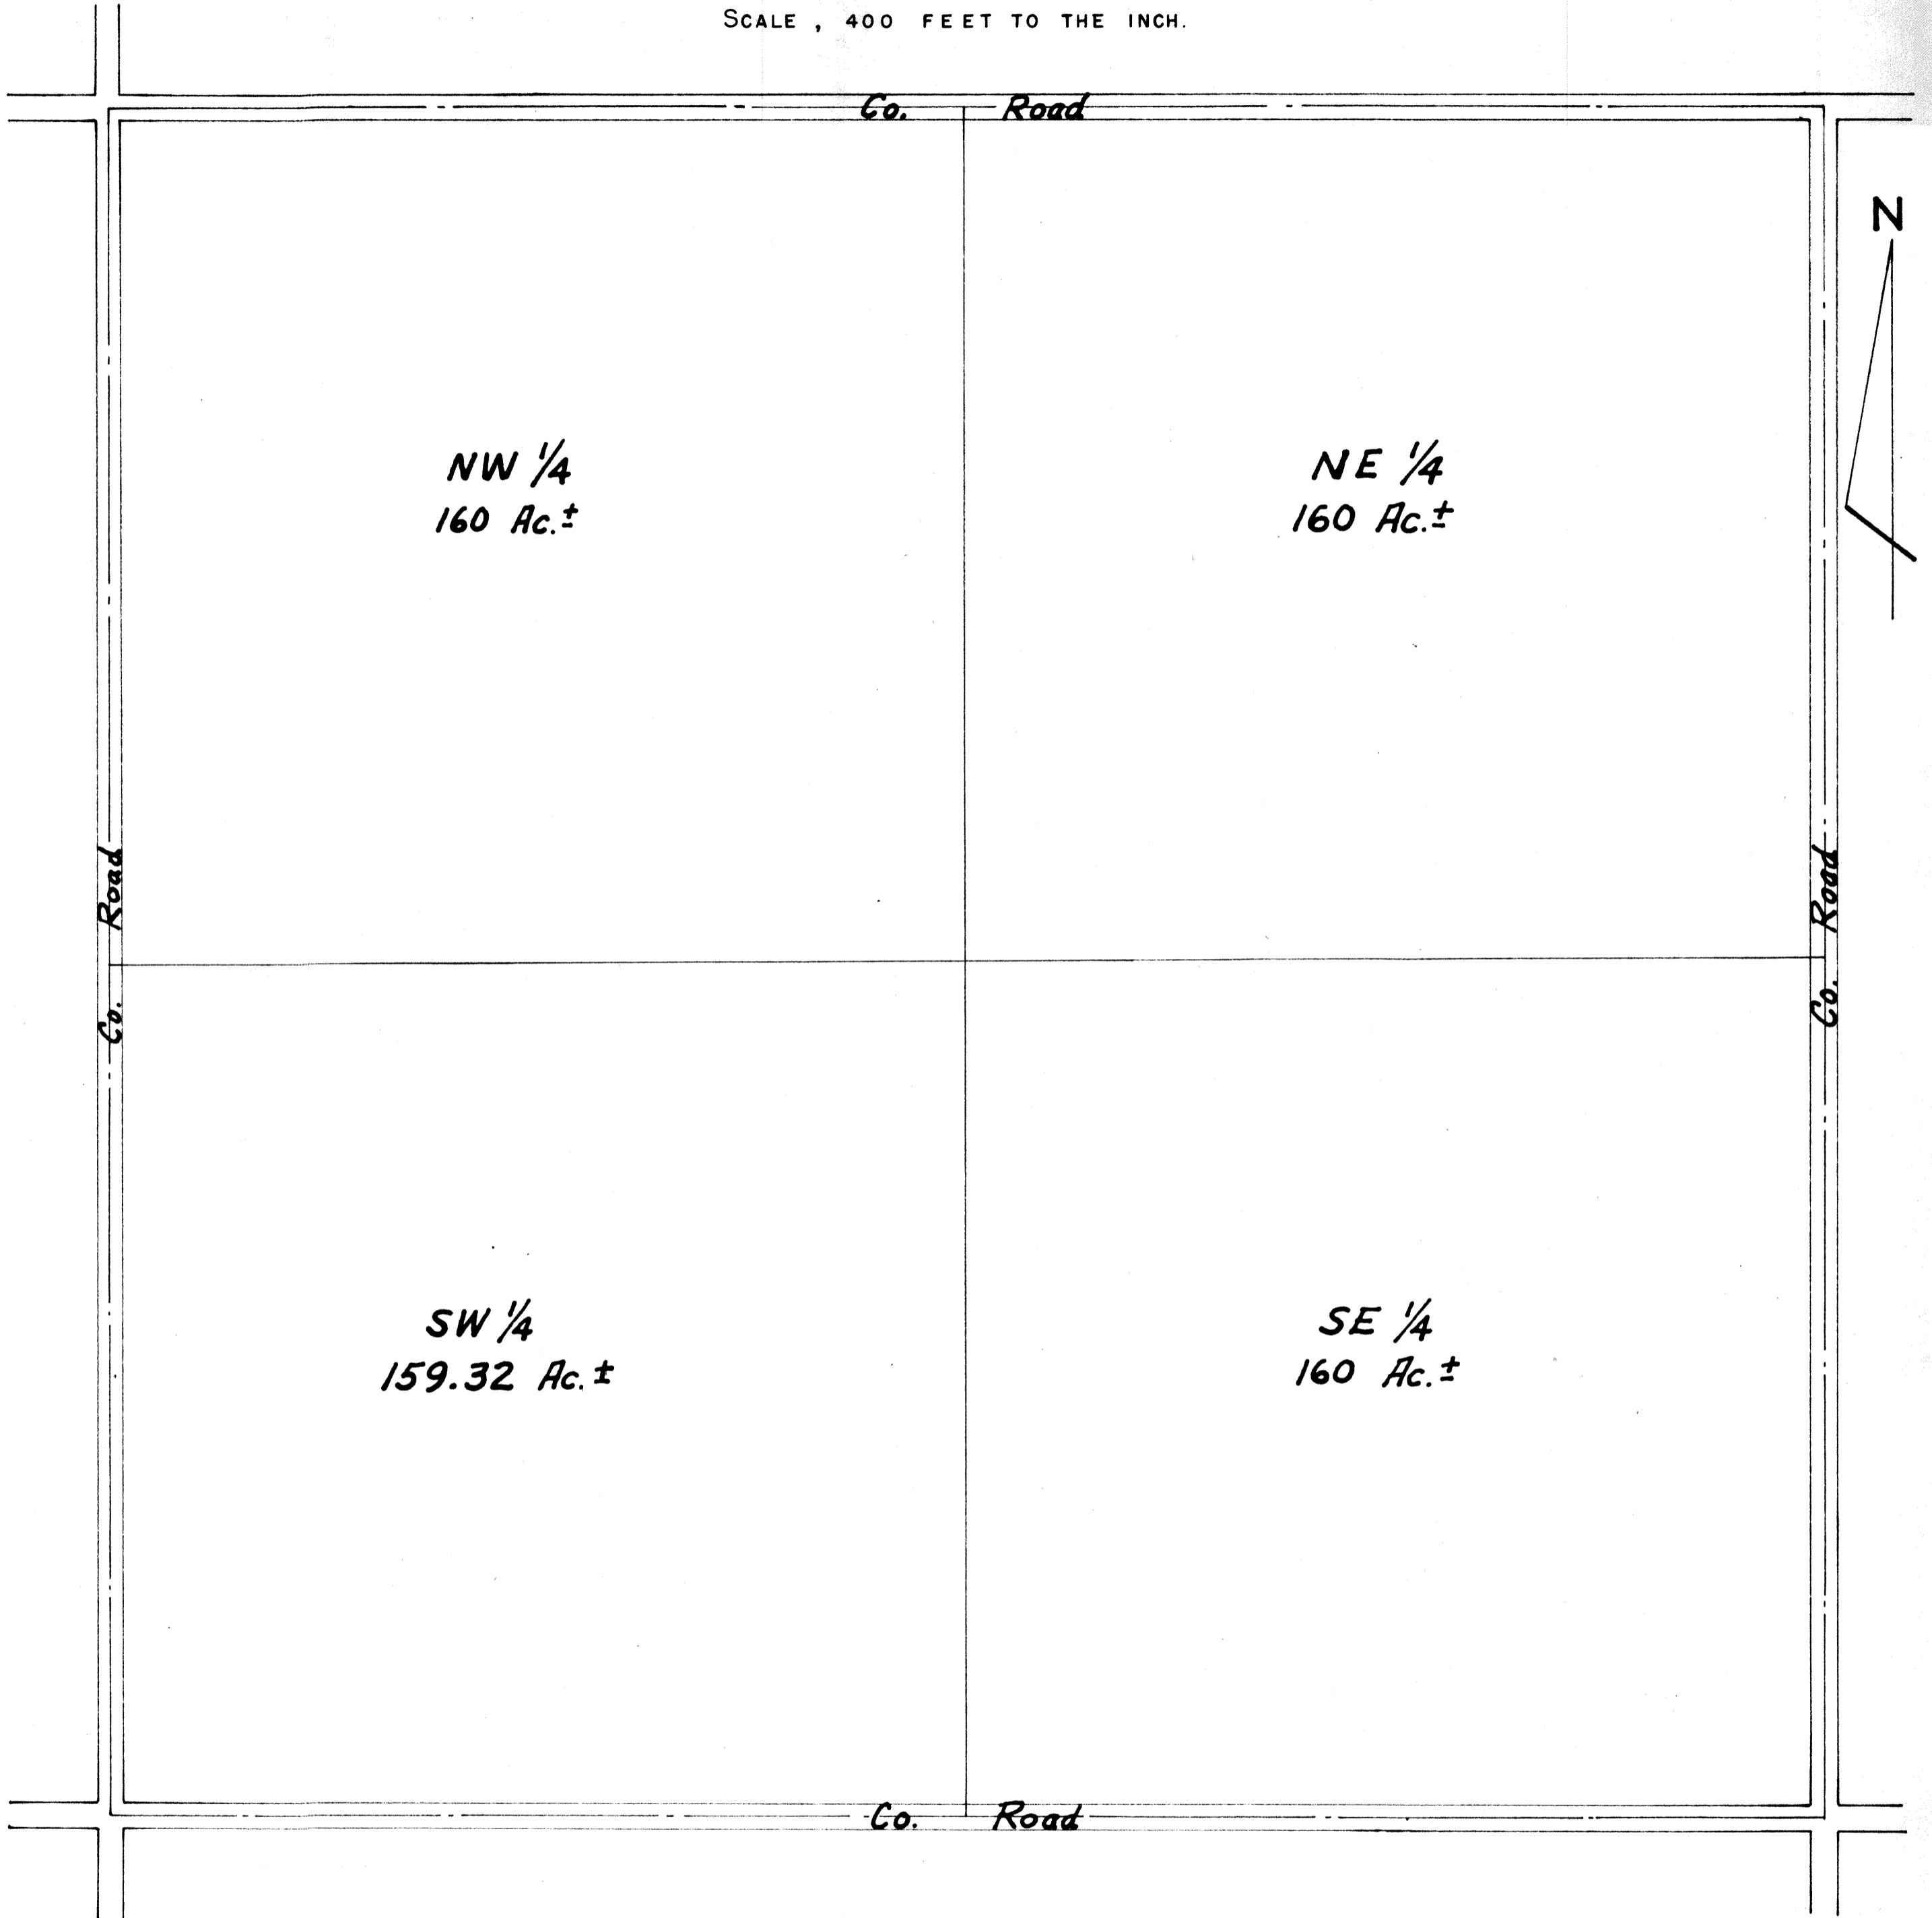 SCALE , 400 FEET TO THE INCH.
Co. Road
N
NW 1/4
160 Ac.±
NE 1/4
160 Ac.±
Co. Road
Co. Road
SW 1/4
159.32 Ac.±
SE 1/4
160 Ac.±
Co. Road